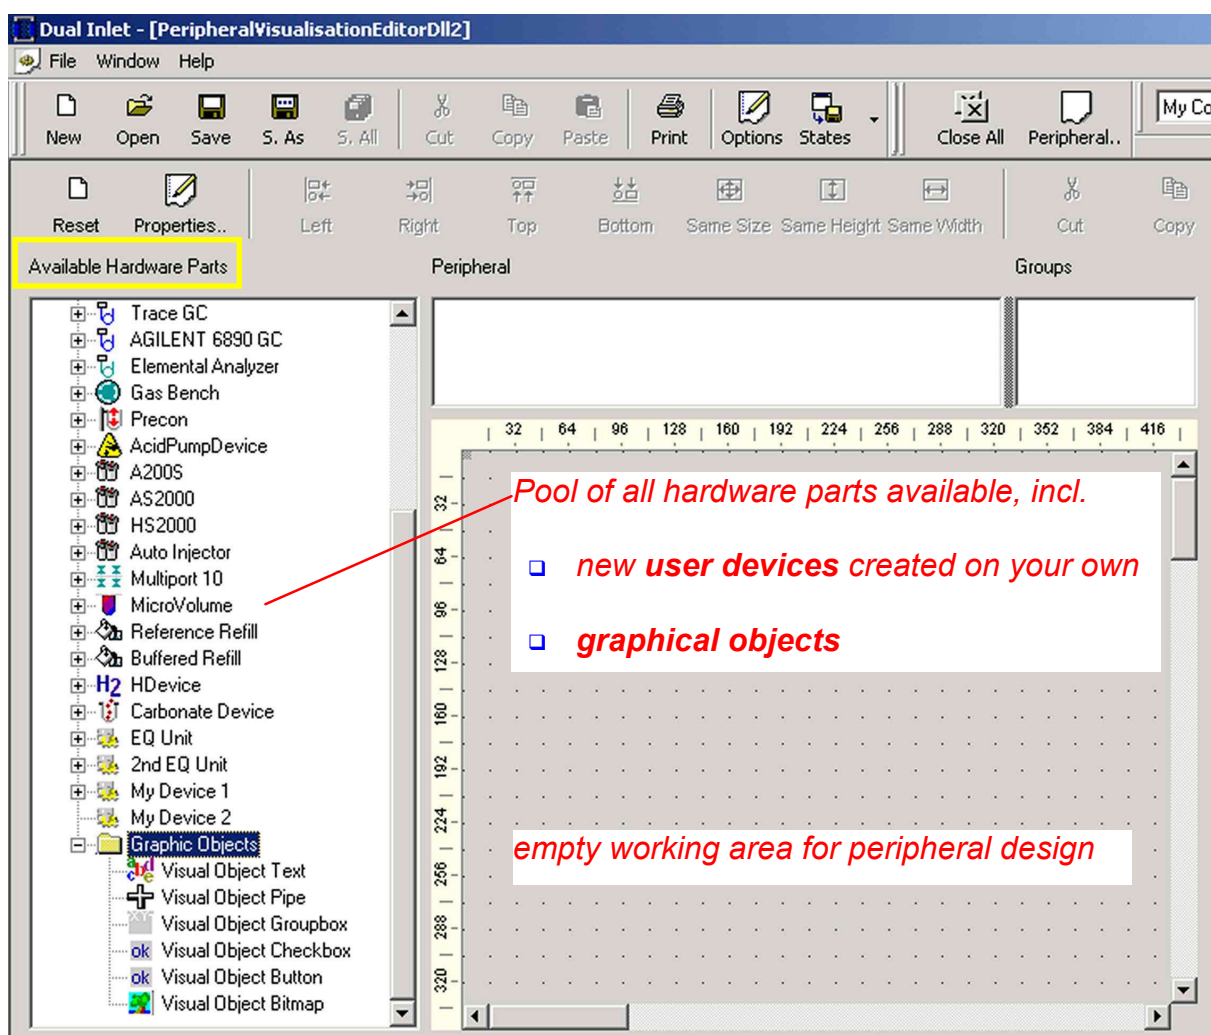 Dual Inlet - [PeripheralVisualisationEditorDll2]
File Window Help
New Open Save S. As S. All Cut Copy Paste Print Options States Close All Peripheral.. My Co
Reset Properties.. Left Right Top Bottom Same Size Same Height Same Width Cut Copy
Available Hardware Parts Peripheral Groups
Trace GC
AGILENT 6890 GC
Elemental Analyzer
Gas Bench
Precon
AcidPumpDevice
A200S
AS2000
HS2000
Auto Injector
Multiport 10
MicroVolume
Reference Refill
Buffered Refill
H2 HDevice
Carbonate Device
EQ Unit
2nd EQ Unit
My Device 1
My Device 2
Graphic Objects
abcde Visual Object Text
Visual Object Pipe
XYZ Visual Object Groupbox
ok Visual Object Checkbox
ok Visual Object Button
Visual Object Bitmap
32 64 96 128 160 192 224 256 288 320 352 384 416
32
64
96
128
160
192
224
256
288
320
Pool of all hardware parts available, incl.
new user devices created on your own
graphical objects
empty working area for peripheral design